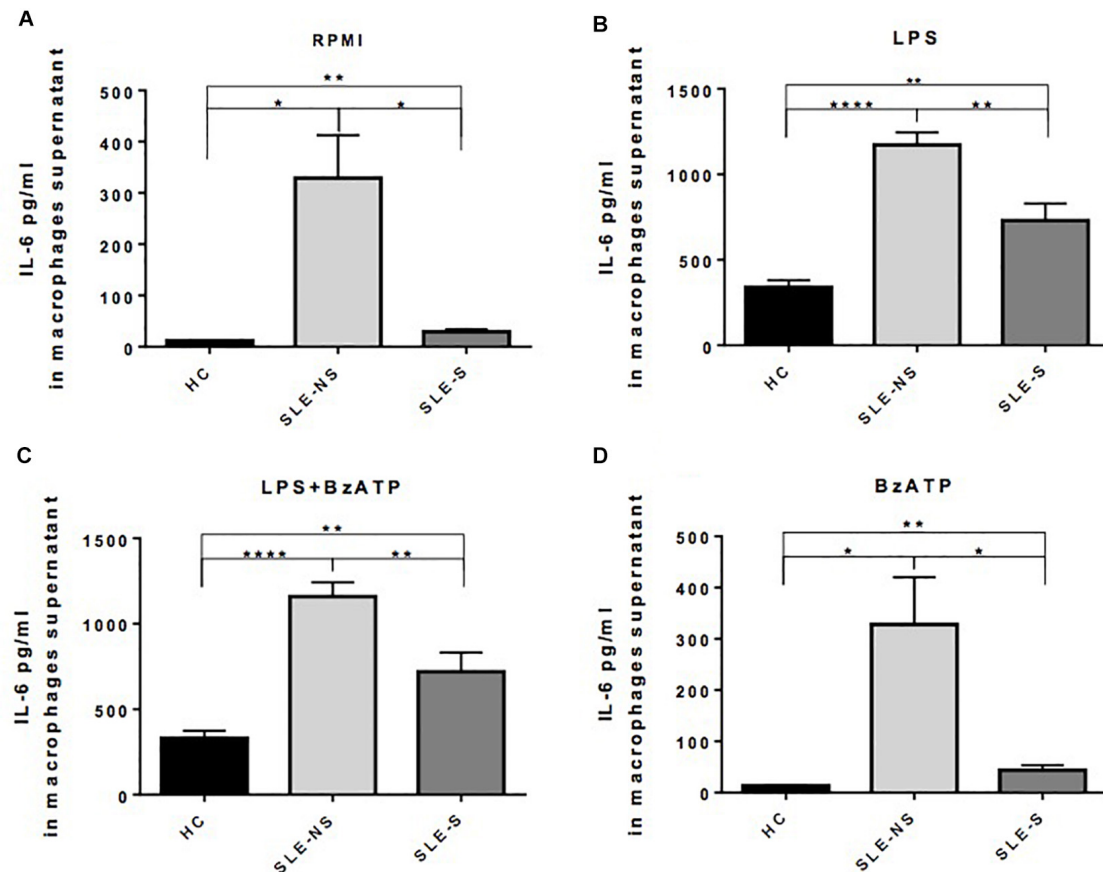 A
RPMI
**
*
*
500
400
300
200
100
0
IL-6 pg/ml
in macrophages supernatant
HC
SLE-NS
SLE-S
B
LPS
**
****
**
1500
1000
500
0
IL-6 pg/ml
in macrophages supernatant
HC
SLE-NS
SLE-S
C
LPS+BzATP
**
****
**
1500
1000
500
0
IL-6 pg/ml
in macrophages supernatant
HC
SLE-NS
SLE-S
D
BzATP
**
*
*
500
400
300
200
100
0
IL-6 pg/ml
in macrophages supernatant
HC
SLE-NS
SLE-S